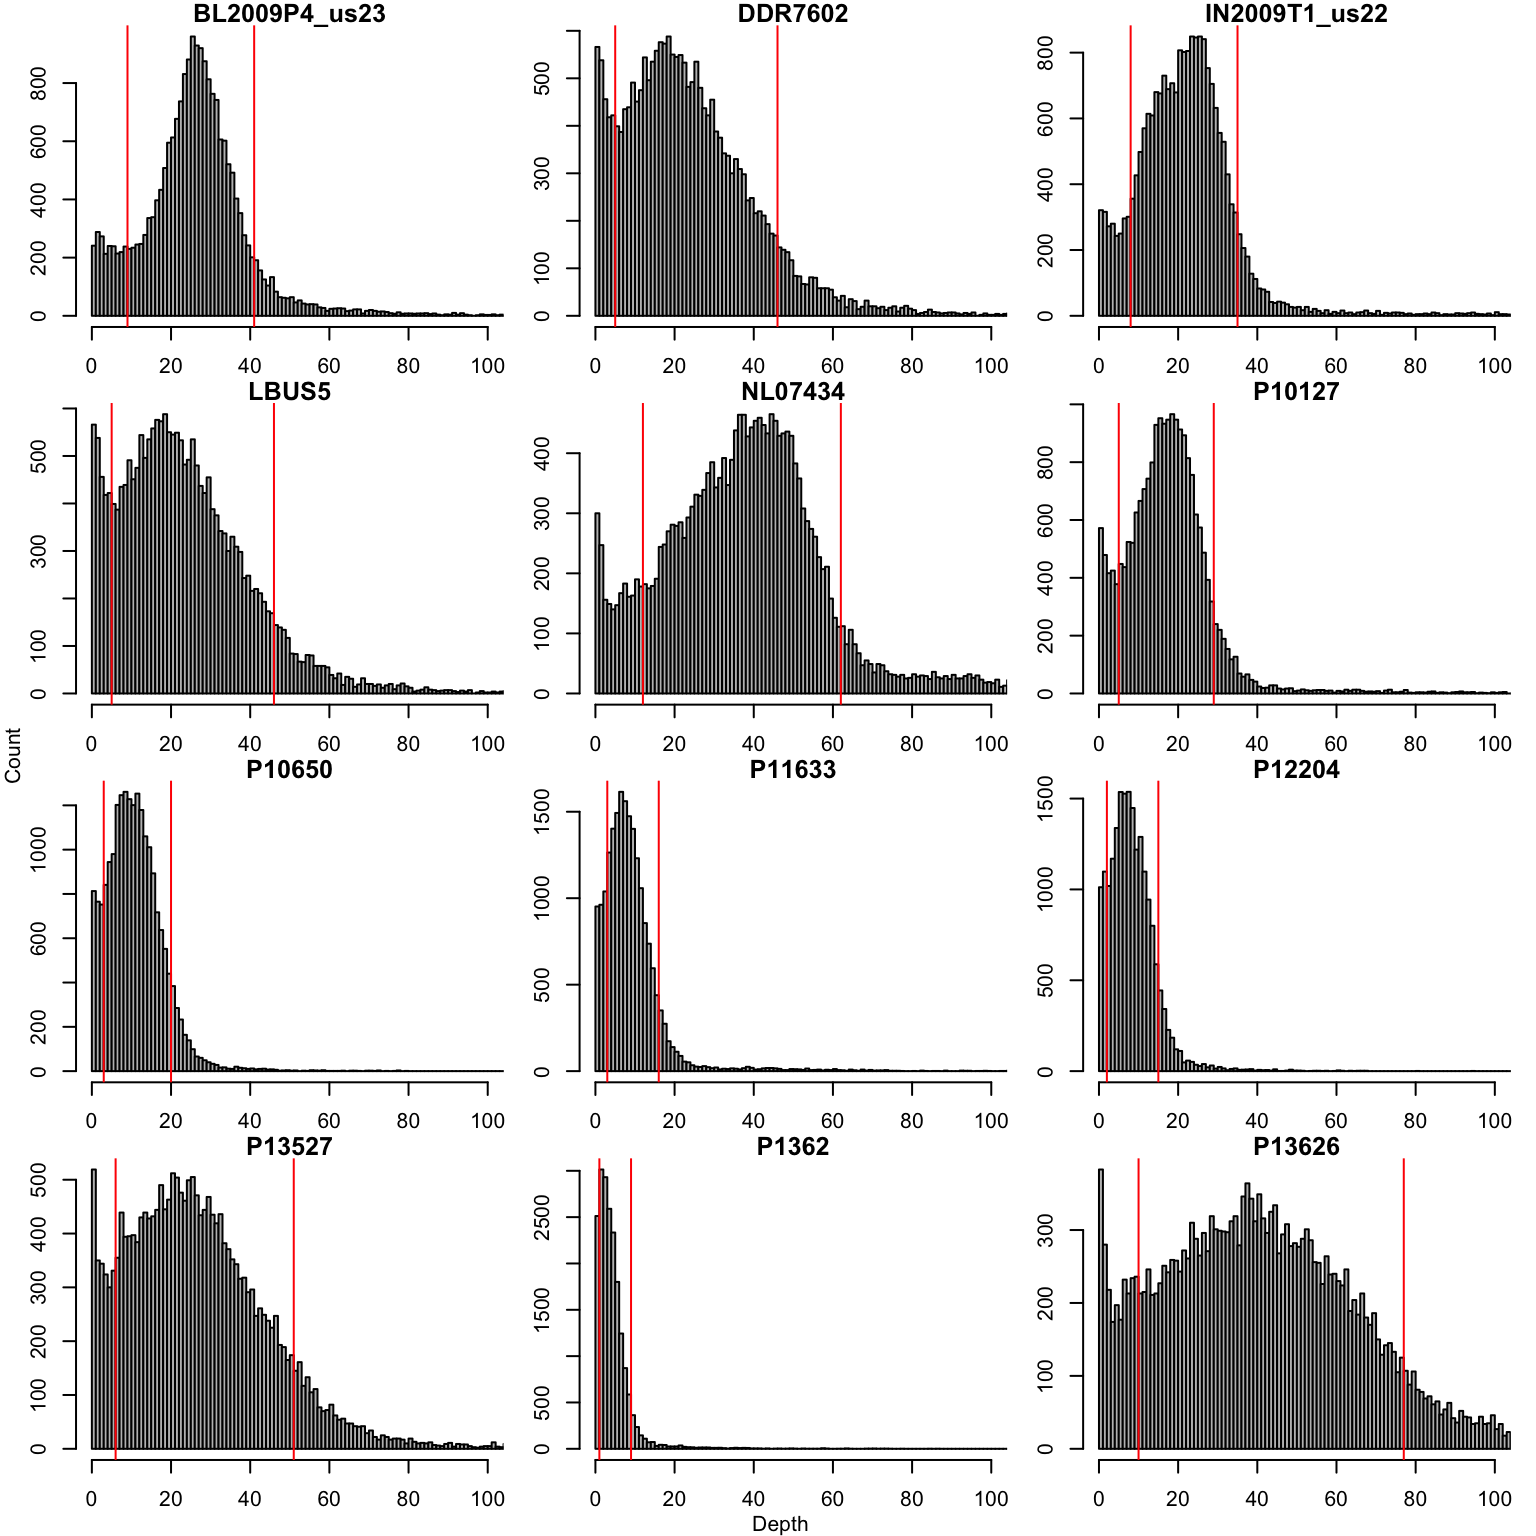 BL2009P4_us23 DDR7602 IN2009T1_us22
0 200 400 600 800
0 20 40 60 80 100
0 100 300 500
0 20 40 60 80 100
0 200 400 600 800
0 20 40 60 80 100
LBUS5 NL07434 P10127
0 100 300 500
0 20 40 60 80 100
0 100 200 300 400
0 20 40 60 80 100
0 200 400 600 800
0 20 40 60 80 100
Count
P10650 P11633 P12204
0 200 600 1000
0 20 40 60 80 100
0 500 1000 1500
0 20 40 60 80 100
0 500 1000 1500
0 20 40 60 80 100
P13527 P1362 P13626
0 100 200 300 400 500
0 20 40 60 80 100
0 500 1500 2500
0 20 40 60 80 100
0 100 200 300
0 20 40 60 80 100
Depth